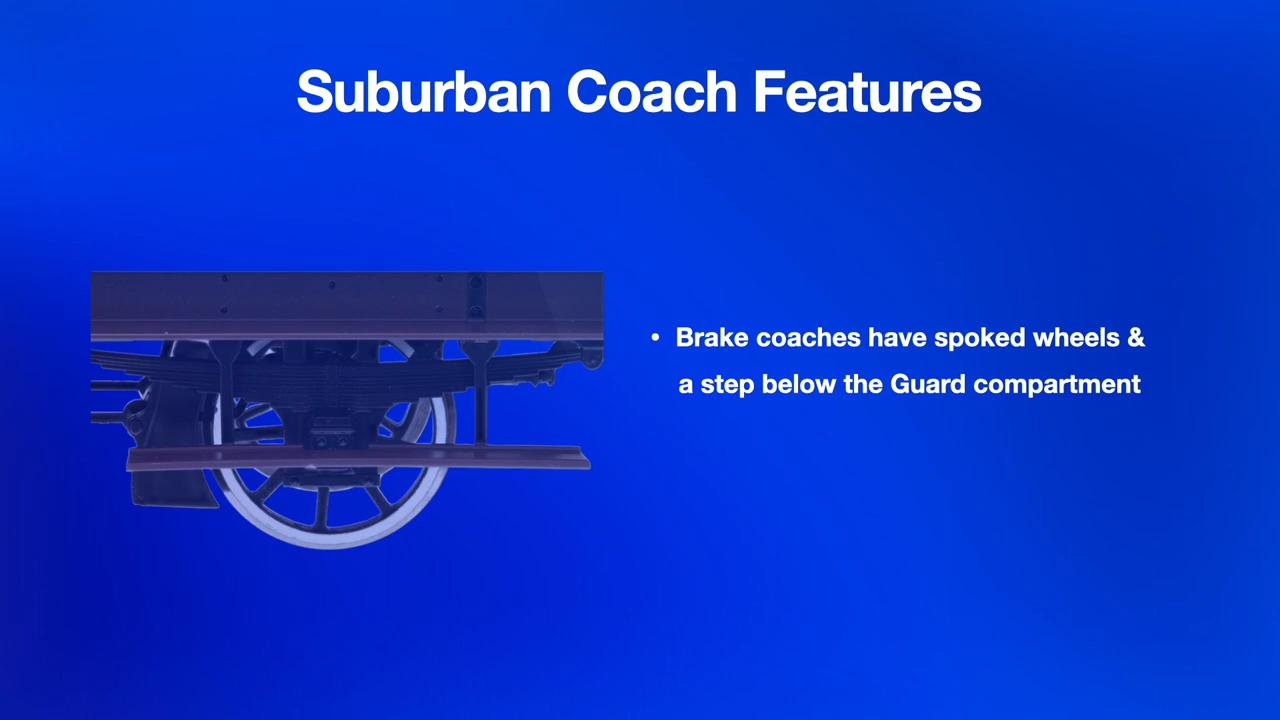 Suburban Coach Features
• Brake coaches have spoked wheels &
a step below the Guard compartment